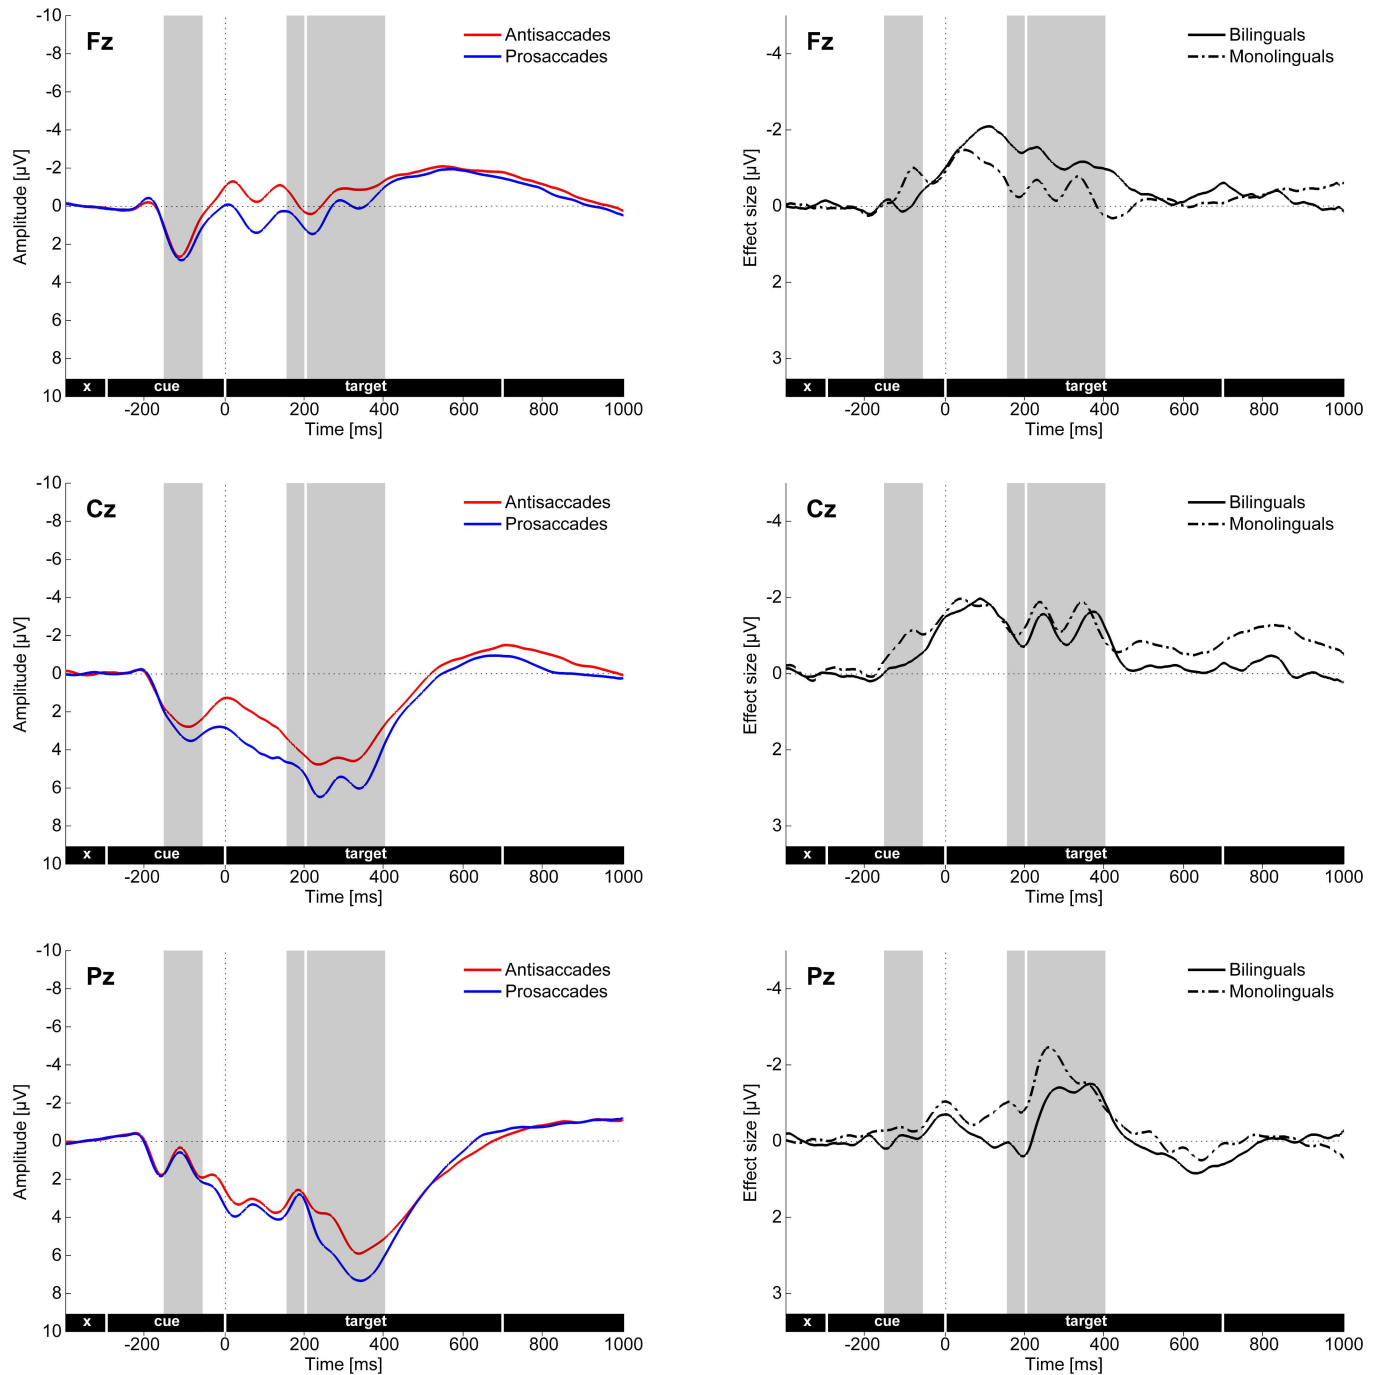 -10
-8
-6
-4
-2
0
2
4
6
8
10
Amplitude [µV]
Fz
Antisaccades
Prosaccades
x cue target
-200 0 200 400 600 800 1000
Time [ms]
-4
-2
0
2
3
Effect size [µV]
Fz
Bilinguals
Monolinguals
x cue target
-200 0 200 400 600 800 1000
Time [ms]
-10
-8
-6
-4
-2
0
2
4
6
8
10
Amplitude [µV]
Cz
Antisaccades
Prosaccades
x cue target
-200 0 200 400 600 800 1000
Time [ms]
-4
-2
0
2
3
Effect size [µV]
Cz
Bilinguals
Monolinguals
x cue target
-200 0 200 400 600 800 1000
Time [ms]
-10
-8
-6
-4
-2
0
2
4
6
8
10
Amplitude [µV]
Pz
Antisaccades
Prosaccades
x cue target
-200 0 200 400 600 800 1000
Time [ms]
-4
-2
0
2
3
Effect size [µV]
Pz
Bilinguals
Monolinguals
x cue target
-200 0 200 400 600 800 1000
Time [ms]